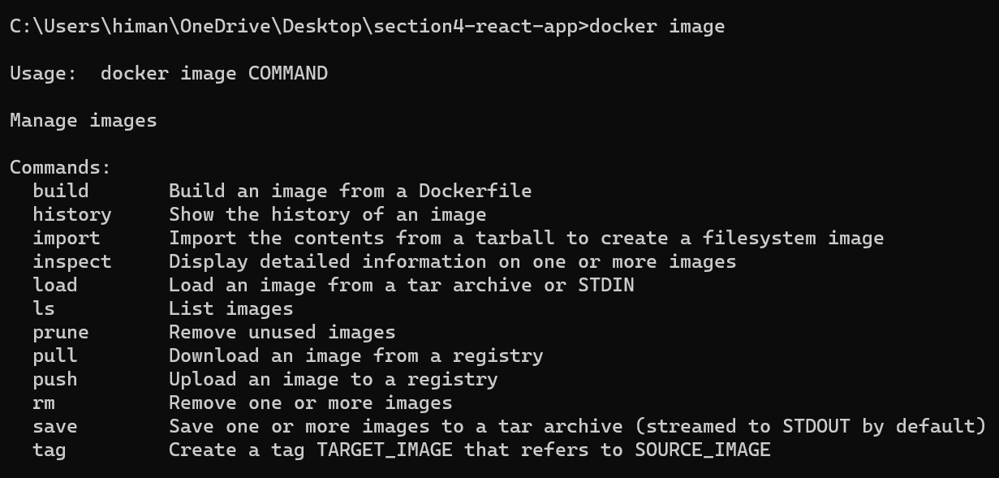 C:\Users\himan\OneDrive\Desktop\section4-react-app>docker image
Usage:  docker image COMMAND
Manage images
Commands:
  build       Build an image from a Dockerfile
  history     Show the history of an image
  import      Import the contents from a tarball to create a filesystem image
  inspect     Display detailed information on one or more images
  load        Load an image from a tar archive or STDIN
  ls          List images
  prune       Remove unused images
  pull        Download an image from a registry
  push        Upload an image to a registry
  rm          Remove one or more images
  save        Save one or more images to a tar archive (streamed to STDOUT by default)
  tag         Create a tag TARGET_IMAGE that refers to SOURCE_IMAGE